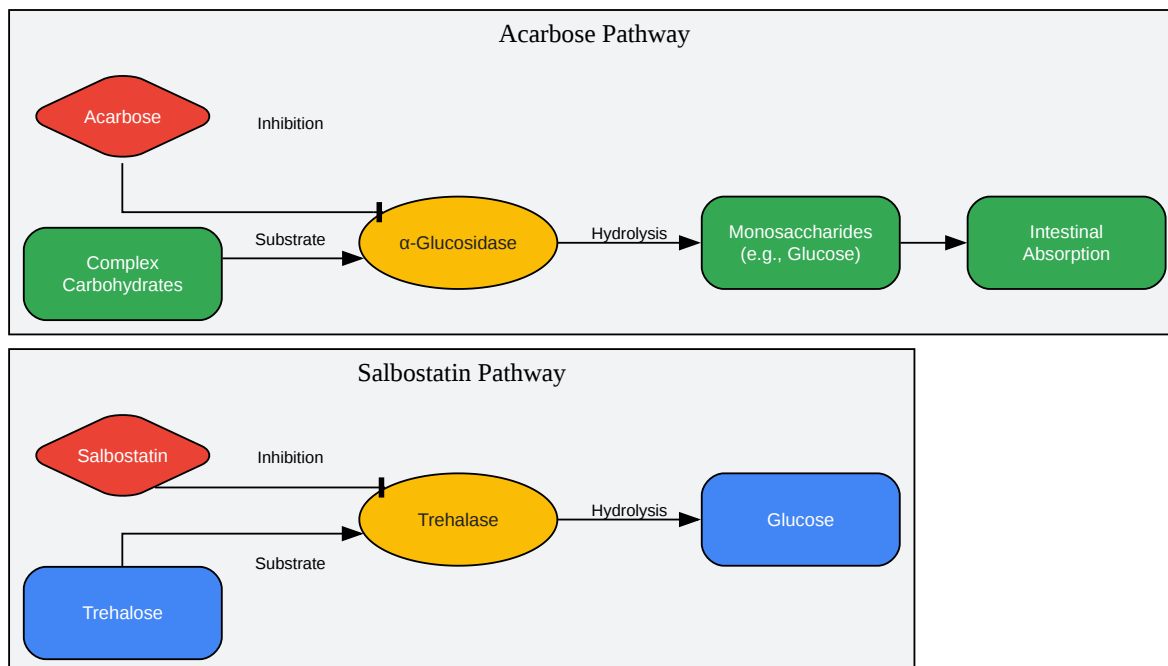 Acarbose Pathway
Acarbose
Inhibition
Complex
Carbohydrates
Substrate
α-Glucosidase
Hydrolysis
Monosaccharides
(e.g., Glucose)
Intestinal
Absorption
Salbostatin Pathway
Salbostatin
Inhibition
Trehalose
Substrate
Trehalase
Hydrolysis
Glucose